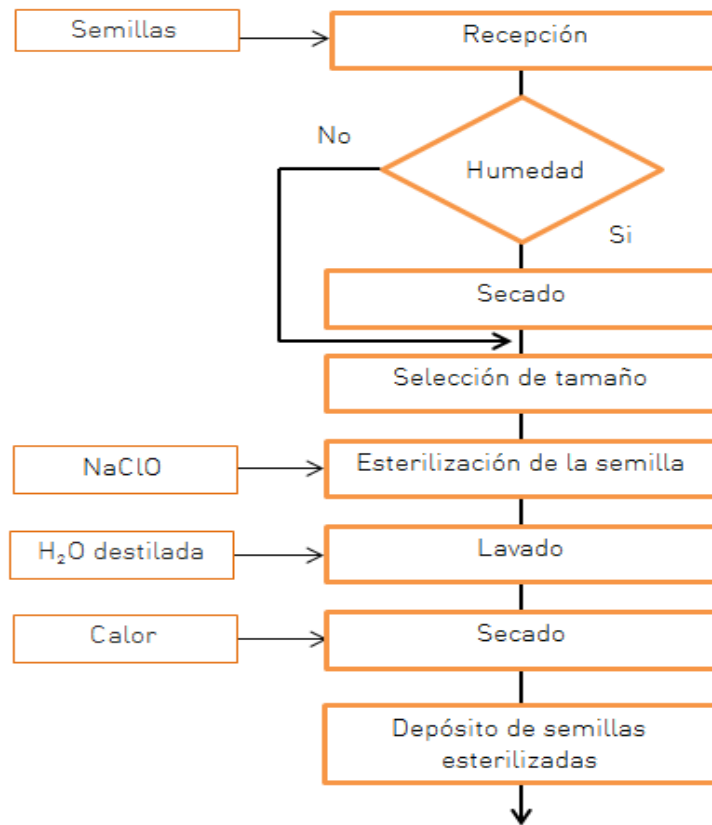 Semillas
Recepción
No
Humedad
Si
Secado
Selección de tamaño
NaClO
Esterilización de la semilla
H₂O destilada
Lavado
Calor
Secado
Depósito de semillas
esterilizadas